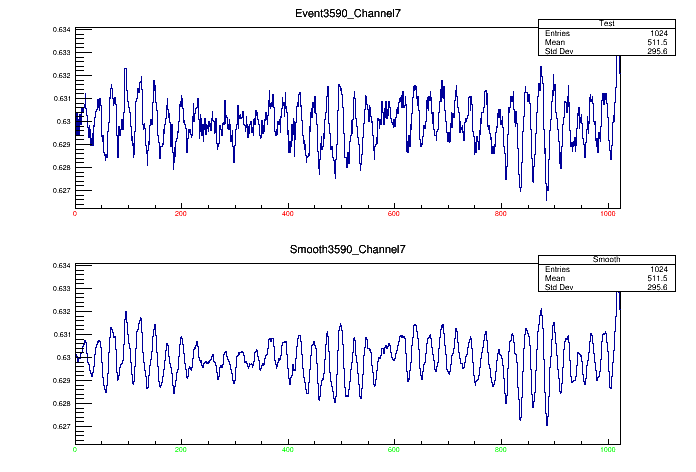 Event3590_Channel7
Test
Entries 1024
Mean 511.5
Std Dev 295.6
0.634
0.633
0.632
0.631
0.63
0.629
0.628
0.627
0 200 400 600 800 1000
Smooth3590_Channel7
Smooth
Entries 1024
Mean 511.5
Std Dev 295.6
0.634
0.633
0.632
0.631
0.63
0.629
0.628
0.627
0 200 400 600 800 1000